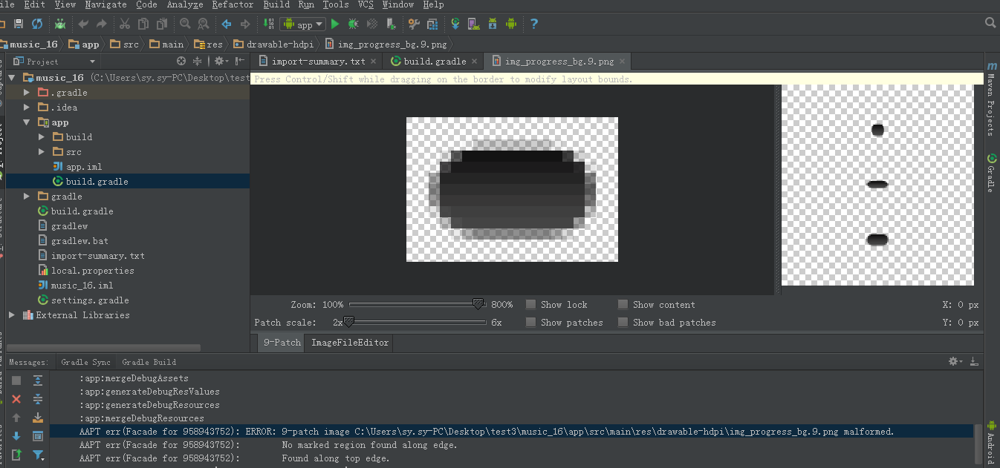 ile Edit View Navigate Code Analyze Refactor Build Run Tools VCS Window Help
app
music_16 app src main res drawable-hdpi img_progress_bg.9.png
Project
import-summary.txt build.gradle img_progress_bg.9.png
music_16 (C:\Users\sy.sy-PC\Desktop\test
Press Control/Shift while dragging on the border to modify layout bounds.
.gradle
.idea
app
build
src
app.iml
build.gradle
gradle
build.gradle
gradlew
gradlew.bat
import-summary.txt
local.properties
music_16.iml
settings.gradle
External Libraries
Maven Projects
Gradle
Android
Zoom: 100% 800% Show lock Show content X: 0 px
Patch scale: 2x 6x Show patches Show bad patches Y: 0 px
9-Patch ImageFileEditor
Messages: Gradle Sync Gradle Build
:app:mergeDebugAssets
:app:generateDebugResValues
:app:generateDebugResources
:app:mergeDebugResources
AAPT err(Facade for 958943752): ERROR: 9-patch image C:\Users\sy.sy-PC\Desktop\test3\music_16\app\src\main\res\drawable-hdpi\img_progress_bg.9.png malformed.
AAPT err(Facade for 958943752): No marked region found along edge.
AAPT err(Facade for 958943752): Found along top edge.